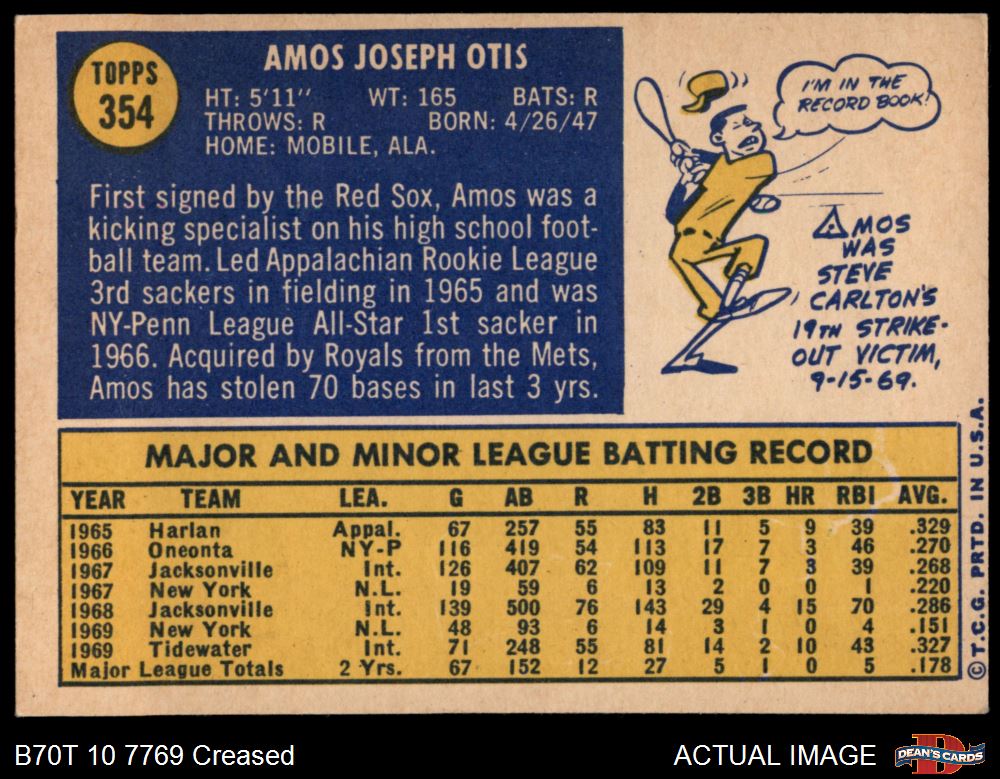 TOPPS
354
AMOS JOSEPH OTIS
HT: 5'11" WT: 165 BATS: R
THROWS: R BORN: 4/26/47
HOME: MOBILE, ALA.
First signed by the Red Sox, Amos was a
kicking specialist on his high school foot-
ball team. Led Appalachian Rookie League
3rd sackers in fielding in 1965 and was
NY-Penn League All-Star 1st sacker in
1966. Acquired by Royals from the Mets,
Amos has stolen 70 bases in last 3 yrs.
I'M IN THE
RECORD BOOK!
AMOS
WAS
STEVE
CARLTON'S
19TH STRIKE-
OUT VICTIM,
9-15-69.
MAJOR AND MINOR LEAGUE BATTING RECORD
YEAR TEAM LEA. G AB R H 2B 3B HR RBI AVG.
1965 Harlan Appal. 67 257 55 83 11 5 9 39 .329
1966 Oneonta NY-P 116 419 54 113 17 7 3 46 .270
1967 Jacksonville Int. 126 407 62 109 11 7 3 39 .268
1967 New York N.L. 19 59 6 13 2 0 0 1 .220
1968 Jacksonville Int. 139 500 76 143 29 4 15 70 .286
1969 New York N.L. 48 93 6 14 3 1 0 4 .151
1969 Tidewater Int. 71 248 55 81 14 2 10 43 .327
Major League Totals 2 Yrs. 67 152 12 27 5 1 0 5 .178
©T.C.G. PRTD. IN U.S.A.
B70T 10 7769 Creased
ACTUAL IMAGE
D
DEAN'S CARDS